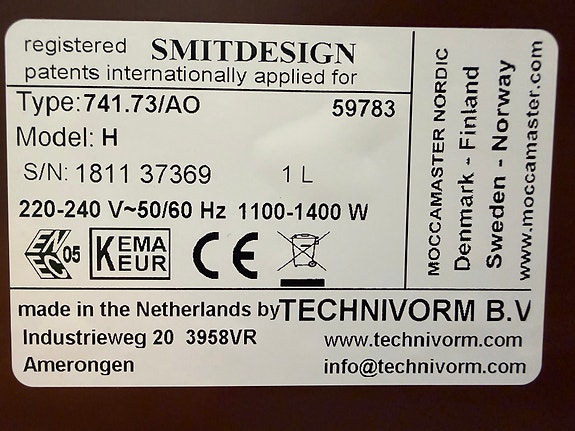 registered SMITDESIGN
patents internationally applied for
Type:741.73/AO 59783
Model: H
S/N: 1811 37369 1 L
220-240 V~50/60 Hz 1100-1400 W
ENEC 05 KEMA KEUR CE
MOCCAMASTER NORDIC
Denmark - Finland
Sweden - Norway
www.moccamaster.com
made in the Netherlands by TECHNIVORM B.V
Industrieweg 20 3958VR www.technivorm.com
Amerongen info@technivorm.com